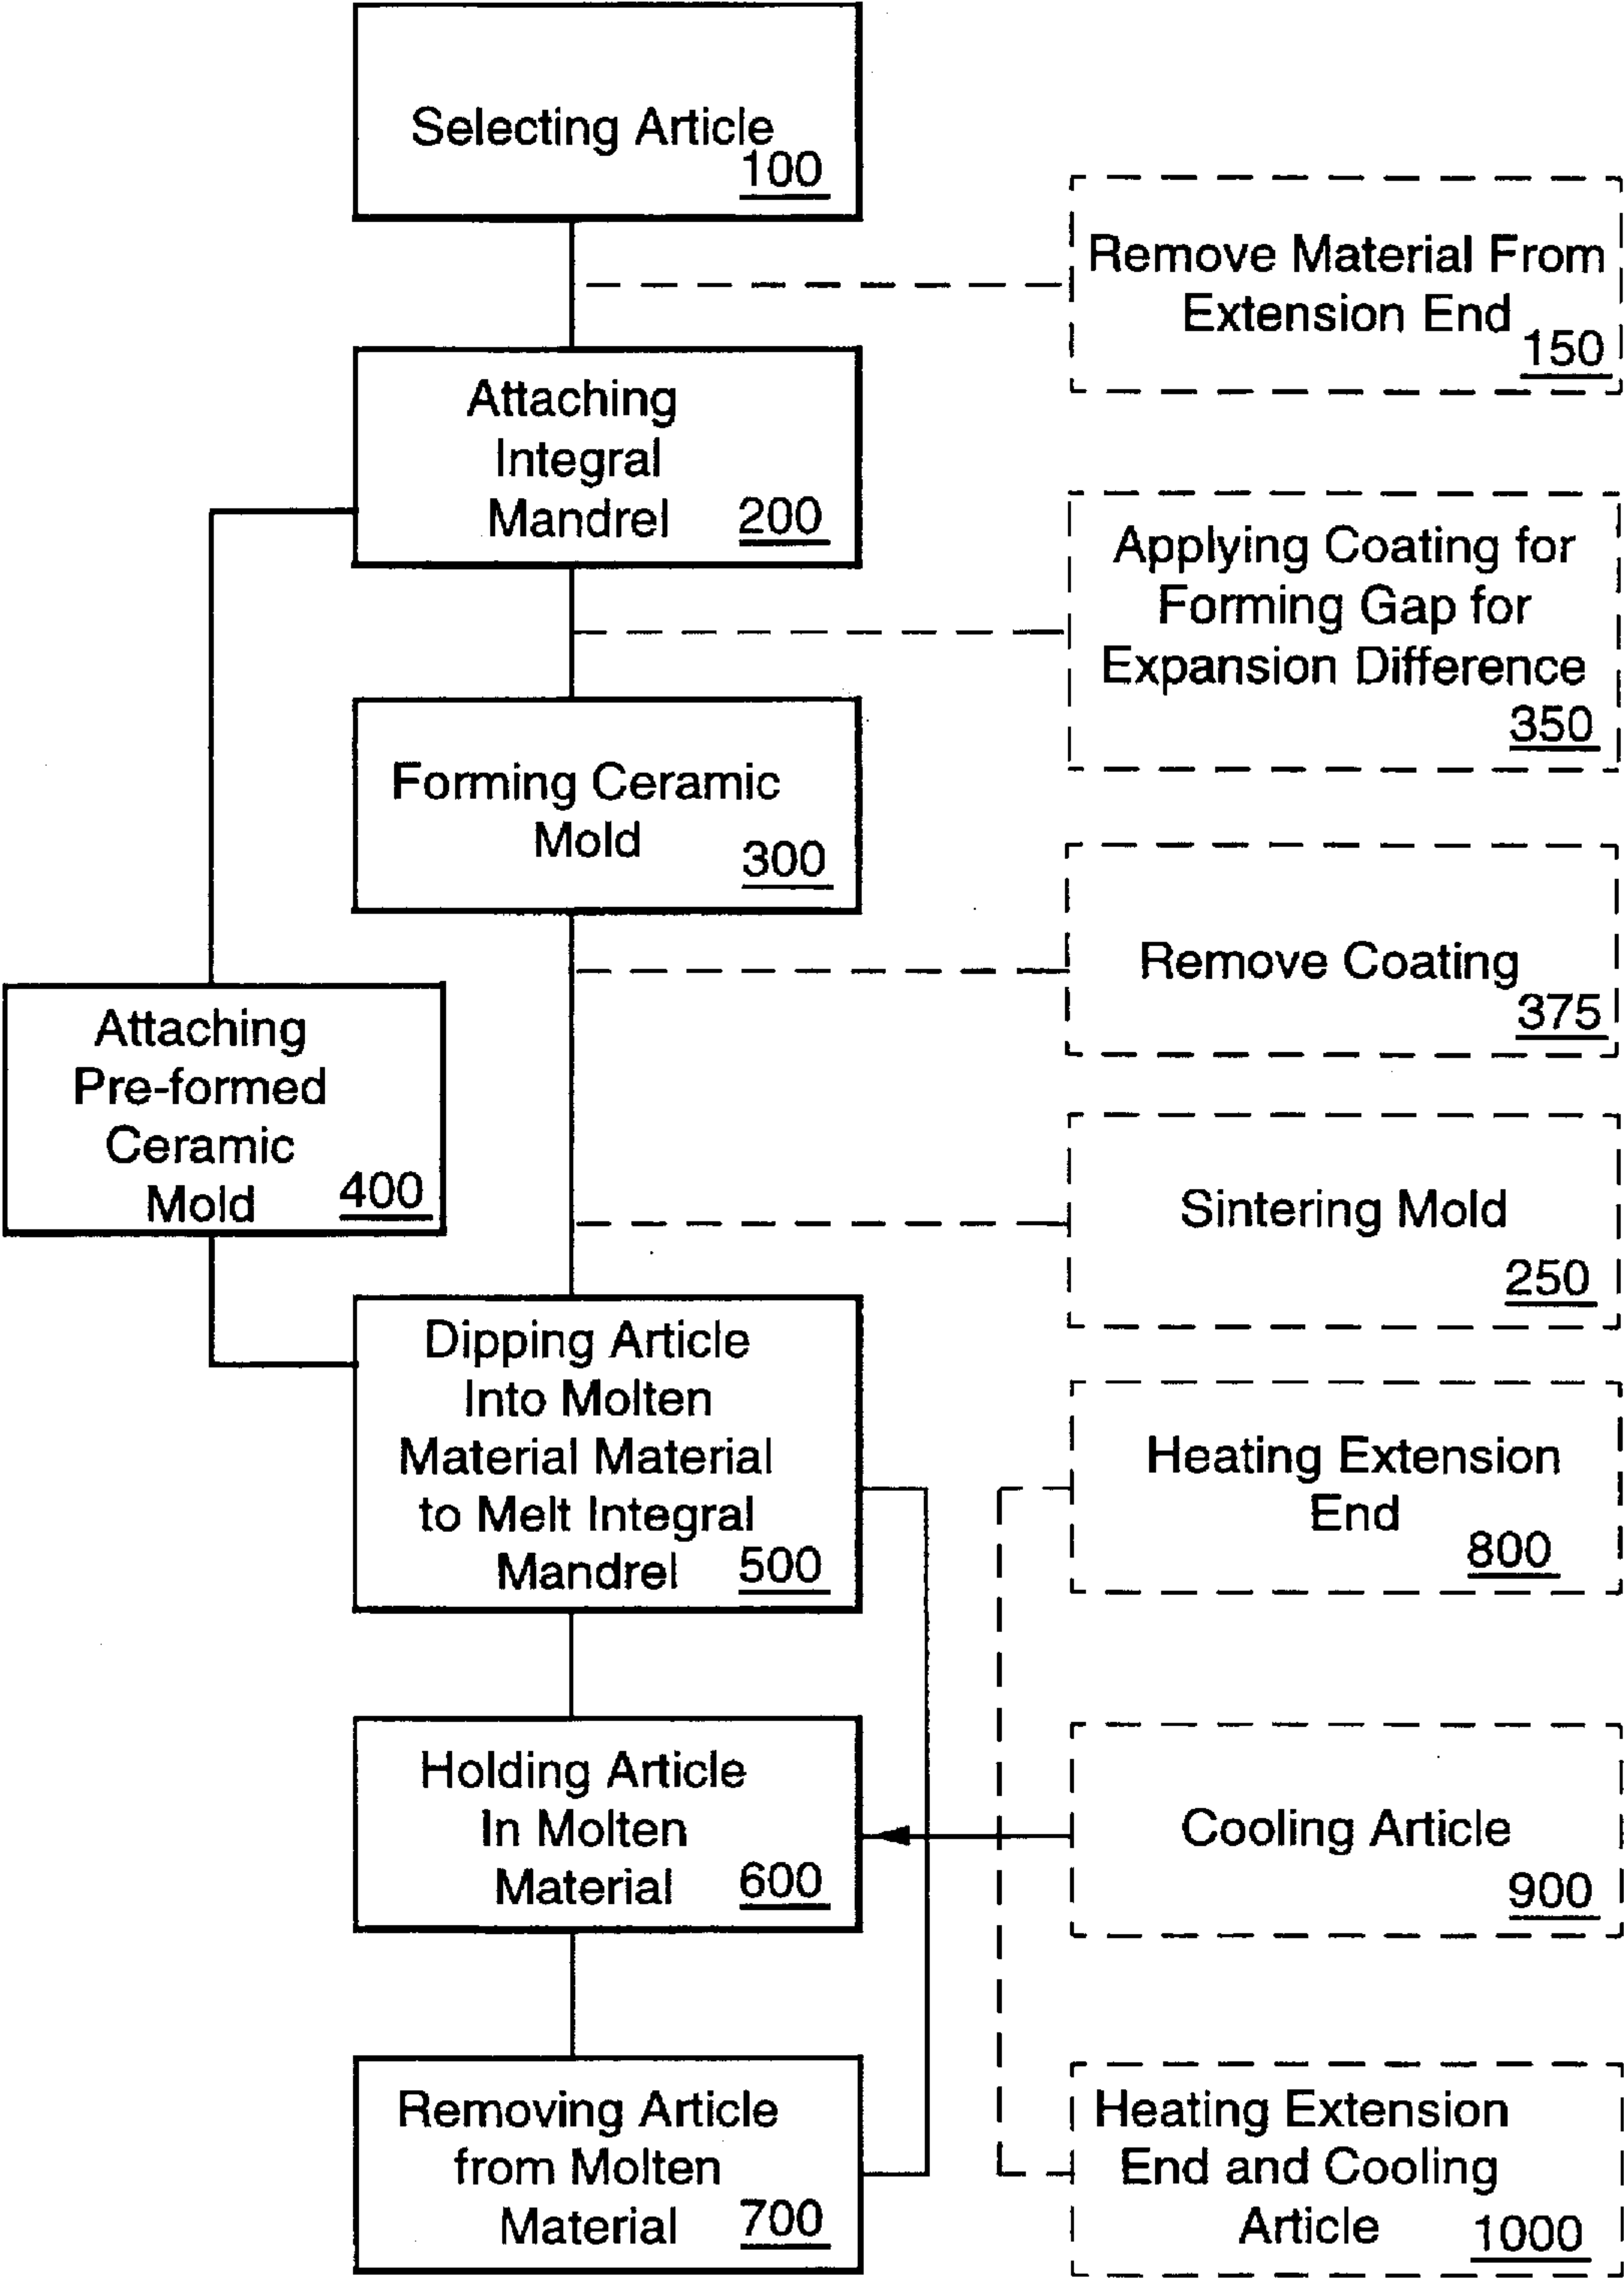 Selecting Article
100
Remove Material From
Extension End
150
Attaching
Integral
Mandrel
200
Applying Coating for
Forming Gap for
Expansion Difference
350
Forming Ceramic
Mold
300
Remove Coating
375
Attaching
Pre-formed
Ceramic
Mold
400
Sintering Mold
250
Dipping Article
Into Molten
Material Material
to Melt Integral
Mandrel
500
Heating Extension
End
800
Holding Article
In Molten
Material
600
Cooling Article
900
Removing Article
from Molten
Material
700
Heating Extension
End and Cooling
Article
1000